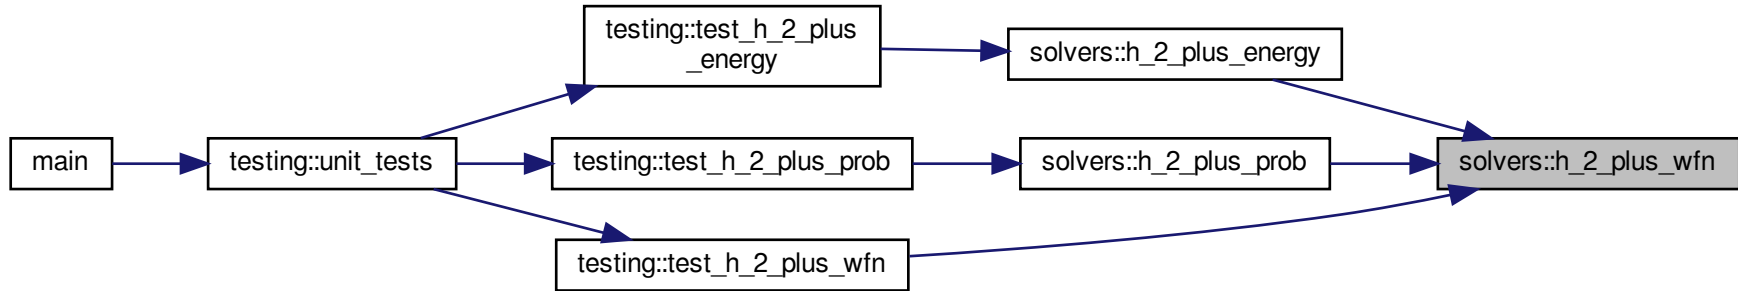 testing::test_h_2_plus
_energy
solvers::h_2_plus_energy
main
testing::unit_tests
testing::test_h_2_plus_prob
solvers::h_2_plus_prob
solvers::h_2_plus_wfn
testing::test_h_2_plus_wfn